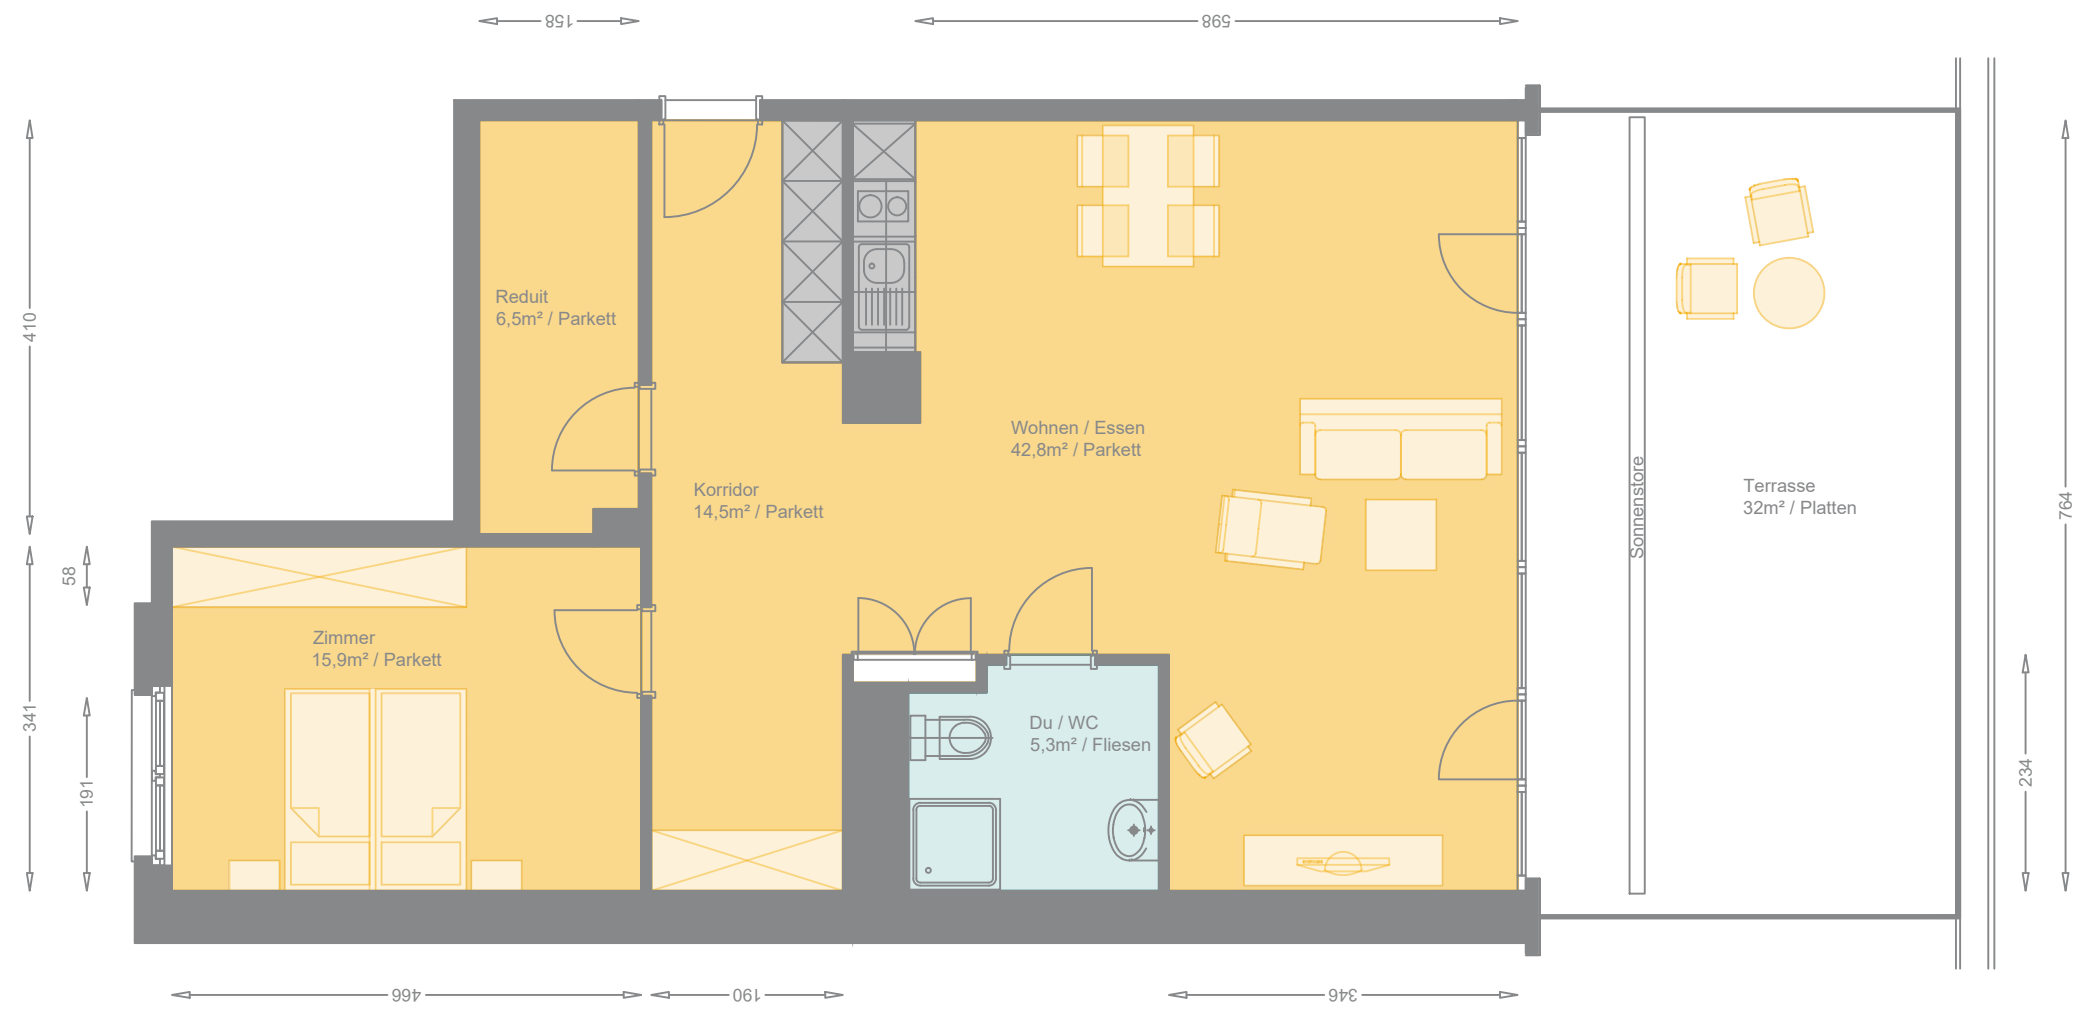 158
598
Reduit
6,5m² / Parkett
410
Wohnen / Essen
42,8m² / Parkett
Korridor
14,5m² / Parkett
Sonnenstore
Terrasse
32m² / Platten
764
58
Zimmer
15,9m² / Parkett
341
191
Du / WC
5,3m² / Fliesen
234
466
190
346